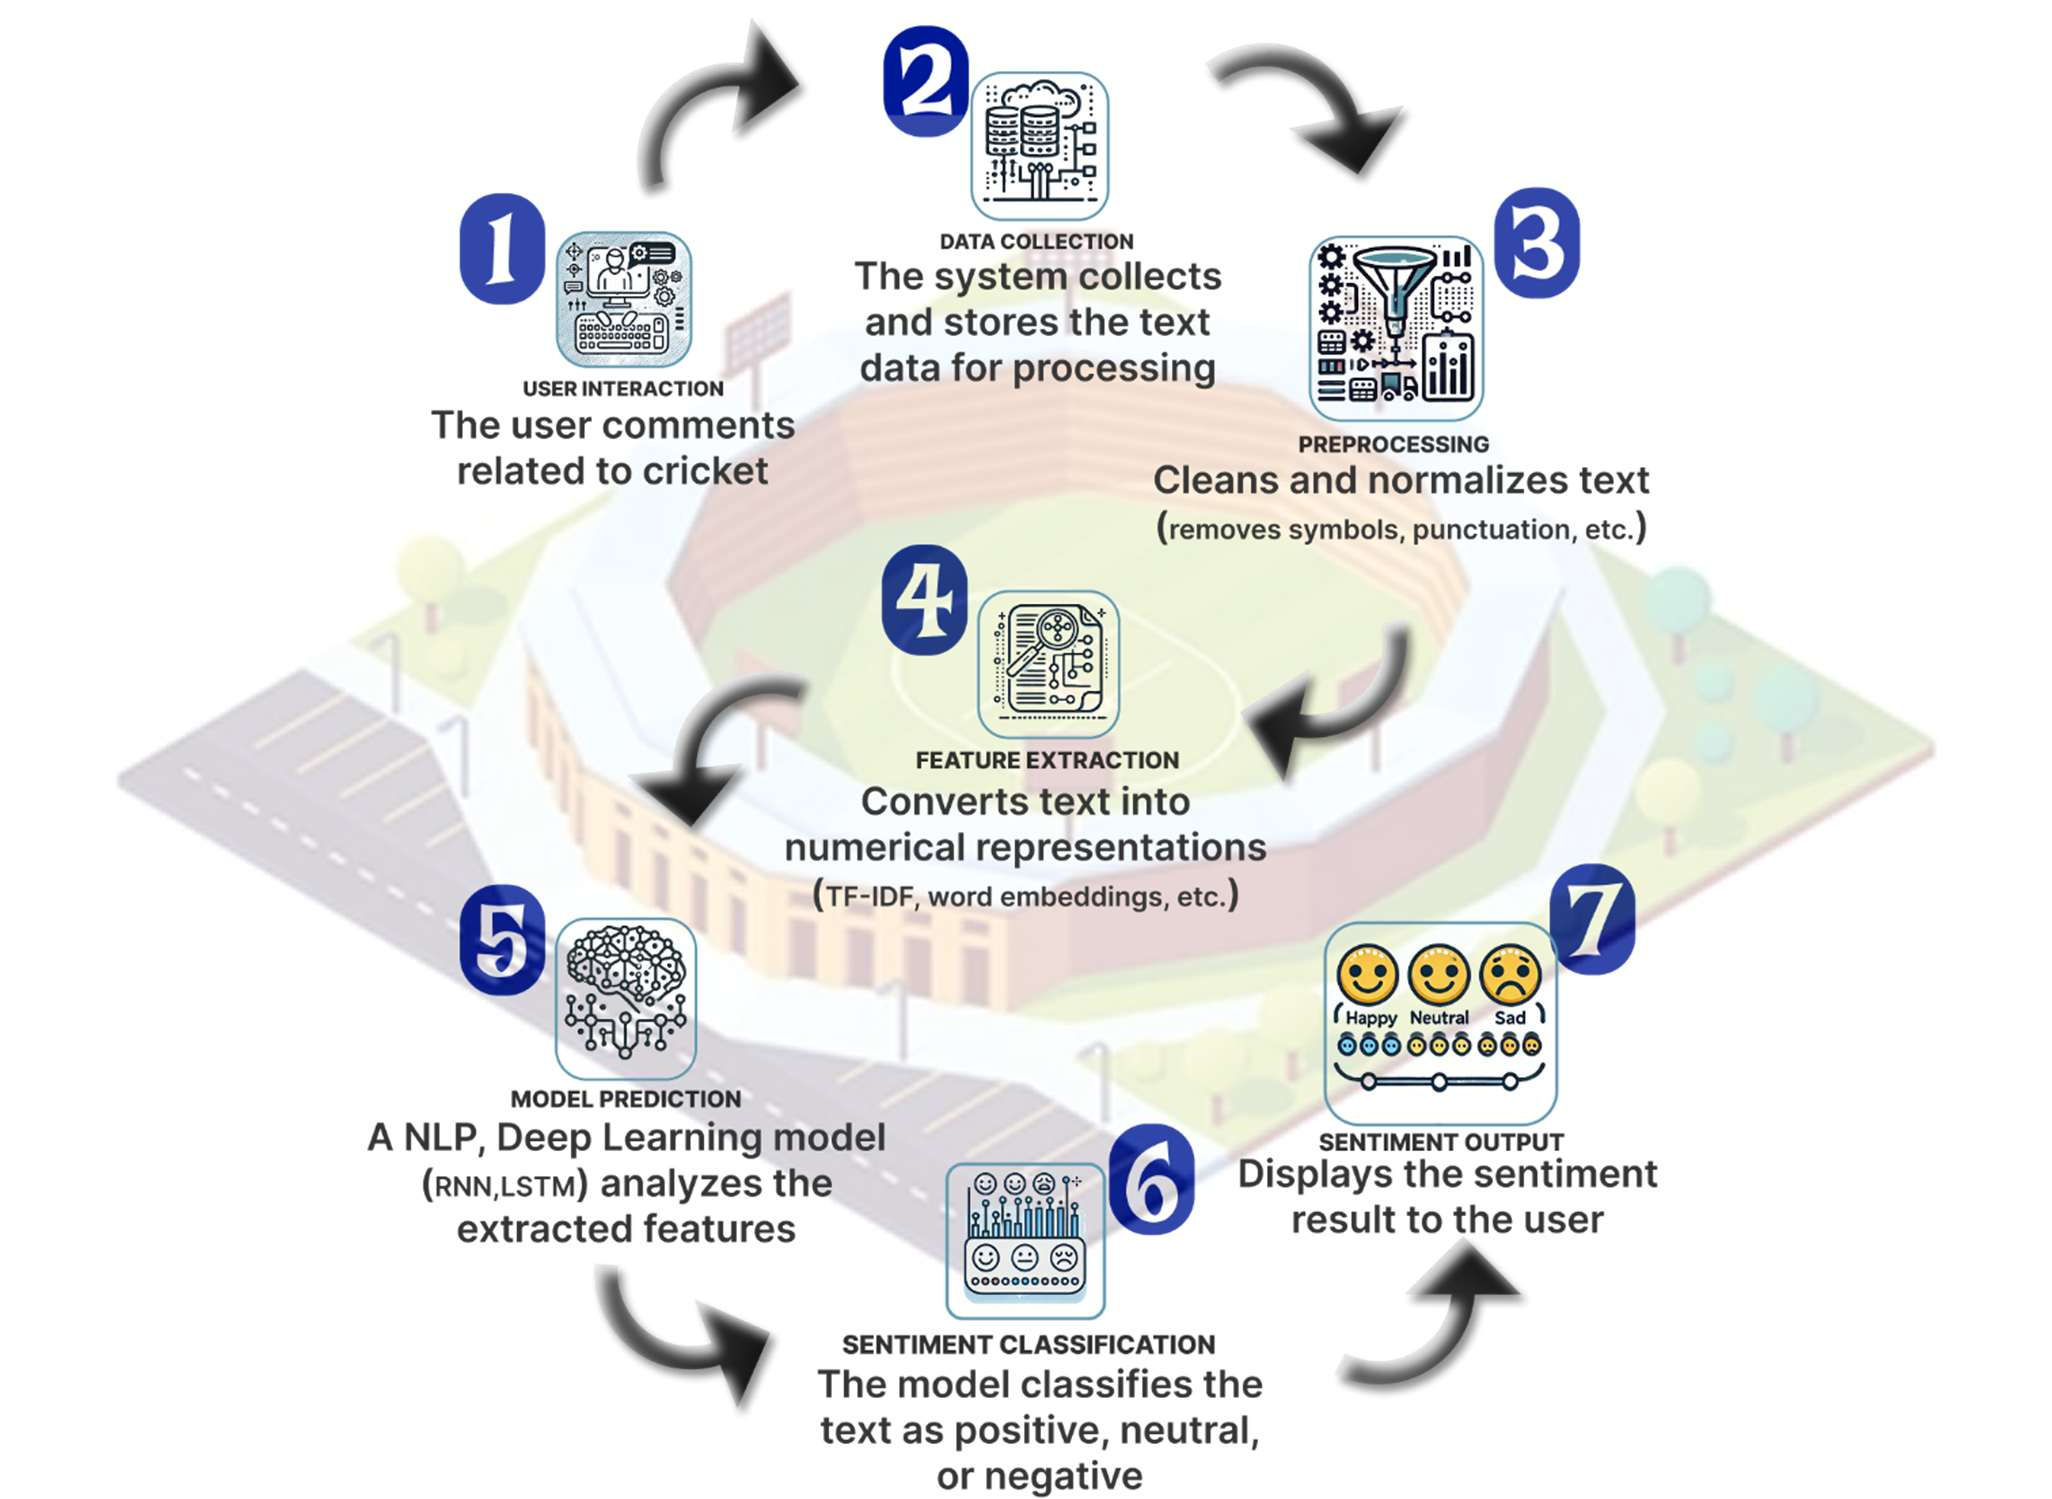 1
USER INTERACTION
The user comments
related to cricket
2
DATA COLLECTION
The system collects
and stores the text
data for processing
3
PREPROCESSING
Cleans and normalizes text
(removes symbols, punctuation, etc.)
4
FEATURE EXTRACTION
Converts text into
numerical representations
(TF-IDF, word embeddings, etc.)
5
MODEL PREDICTION
A NLP, Deep Learning model
(RNN,LSTM) analyzes the
extracted features
6
SENTIMENT CLASSIFICATION
The model classifies the
text as positive, neutral,
or negative
7
Happy Neutral Sad
SENTIMENT OUTPUT
Displays the sentiment
result to the user